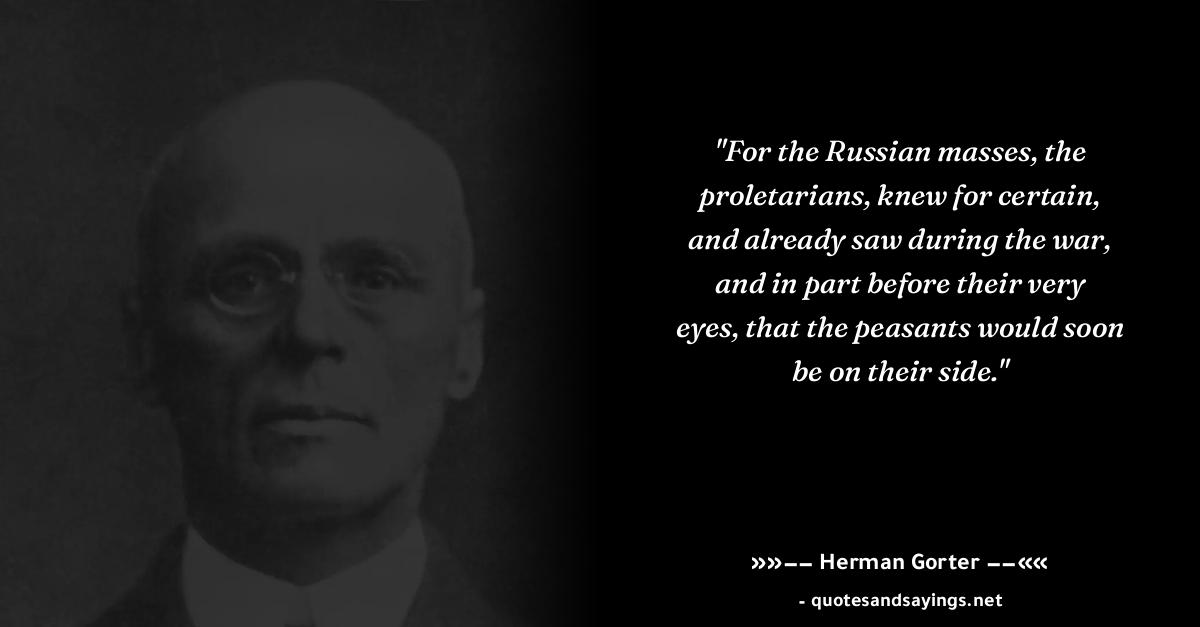 "For the Russian masses, the
proletarians, knew for certain,
and already saw during the war,
and in part before their very
eyes, that the peasants would soon
be on their side."
»»−− Herman Gorter −−««
- quotesandsayings.net